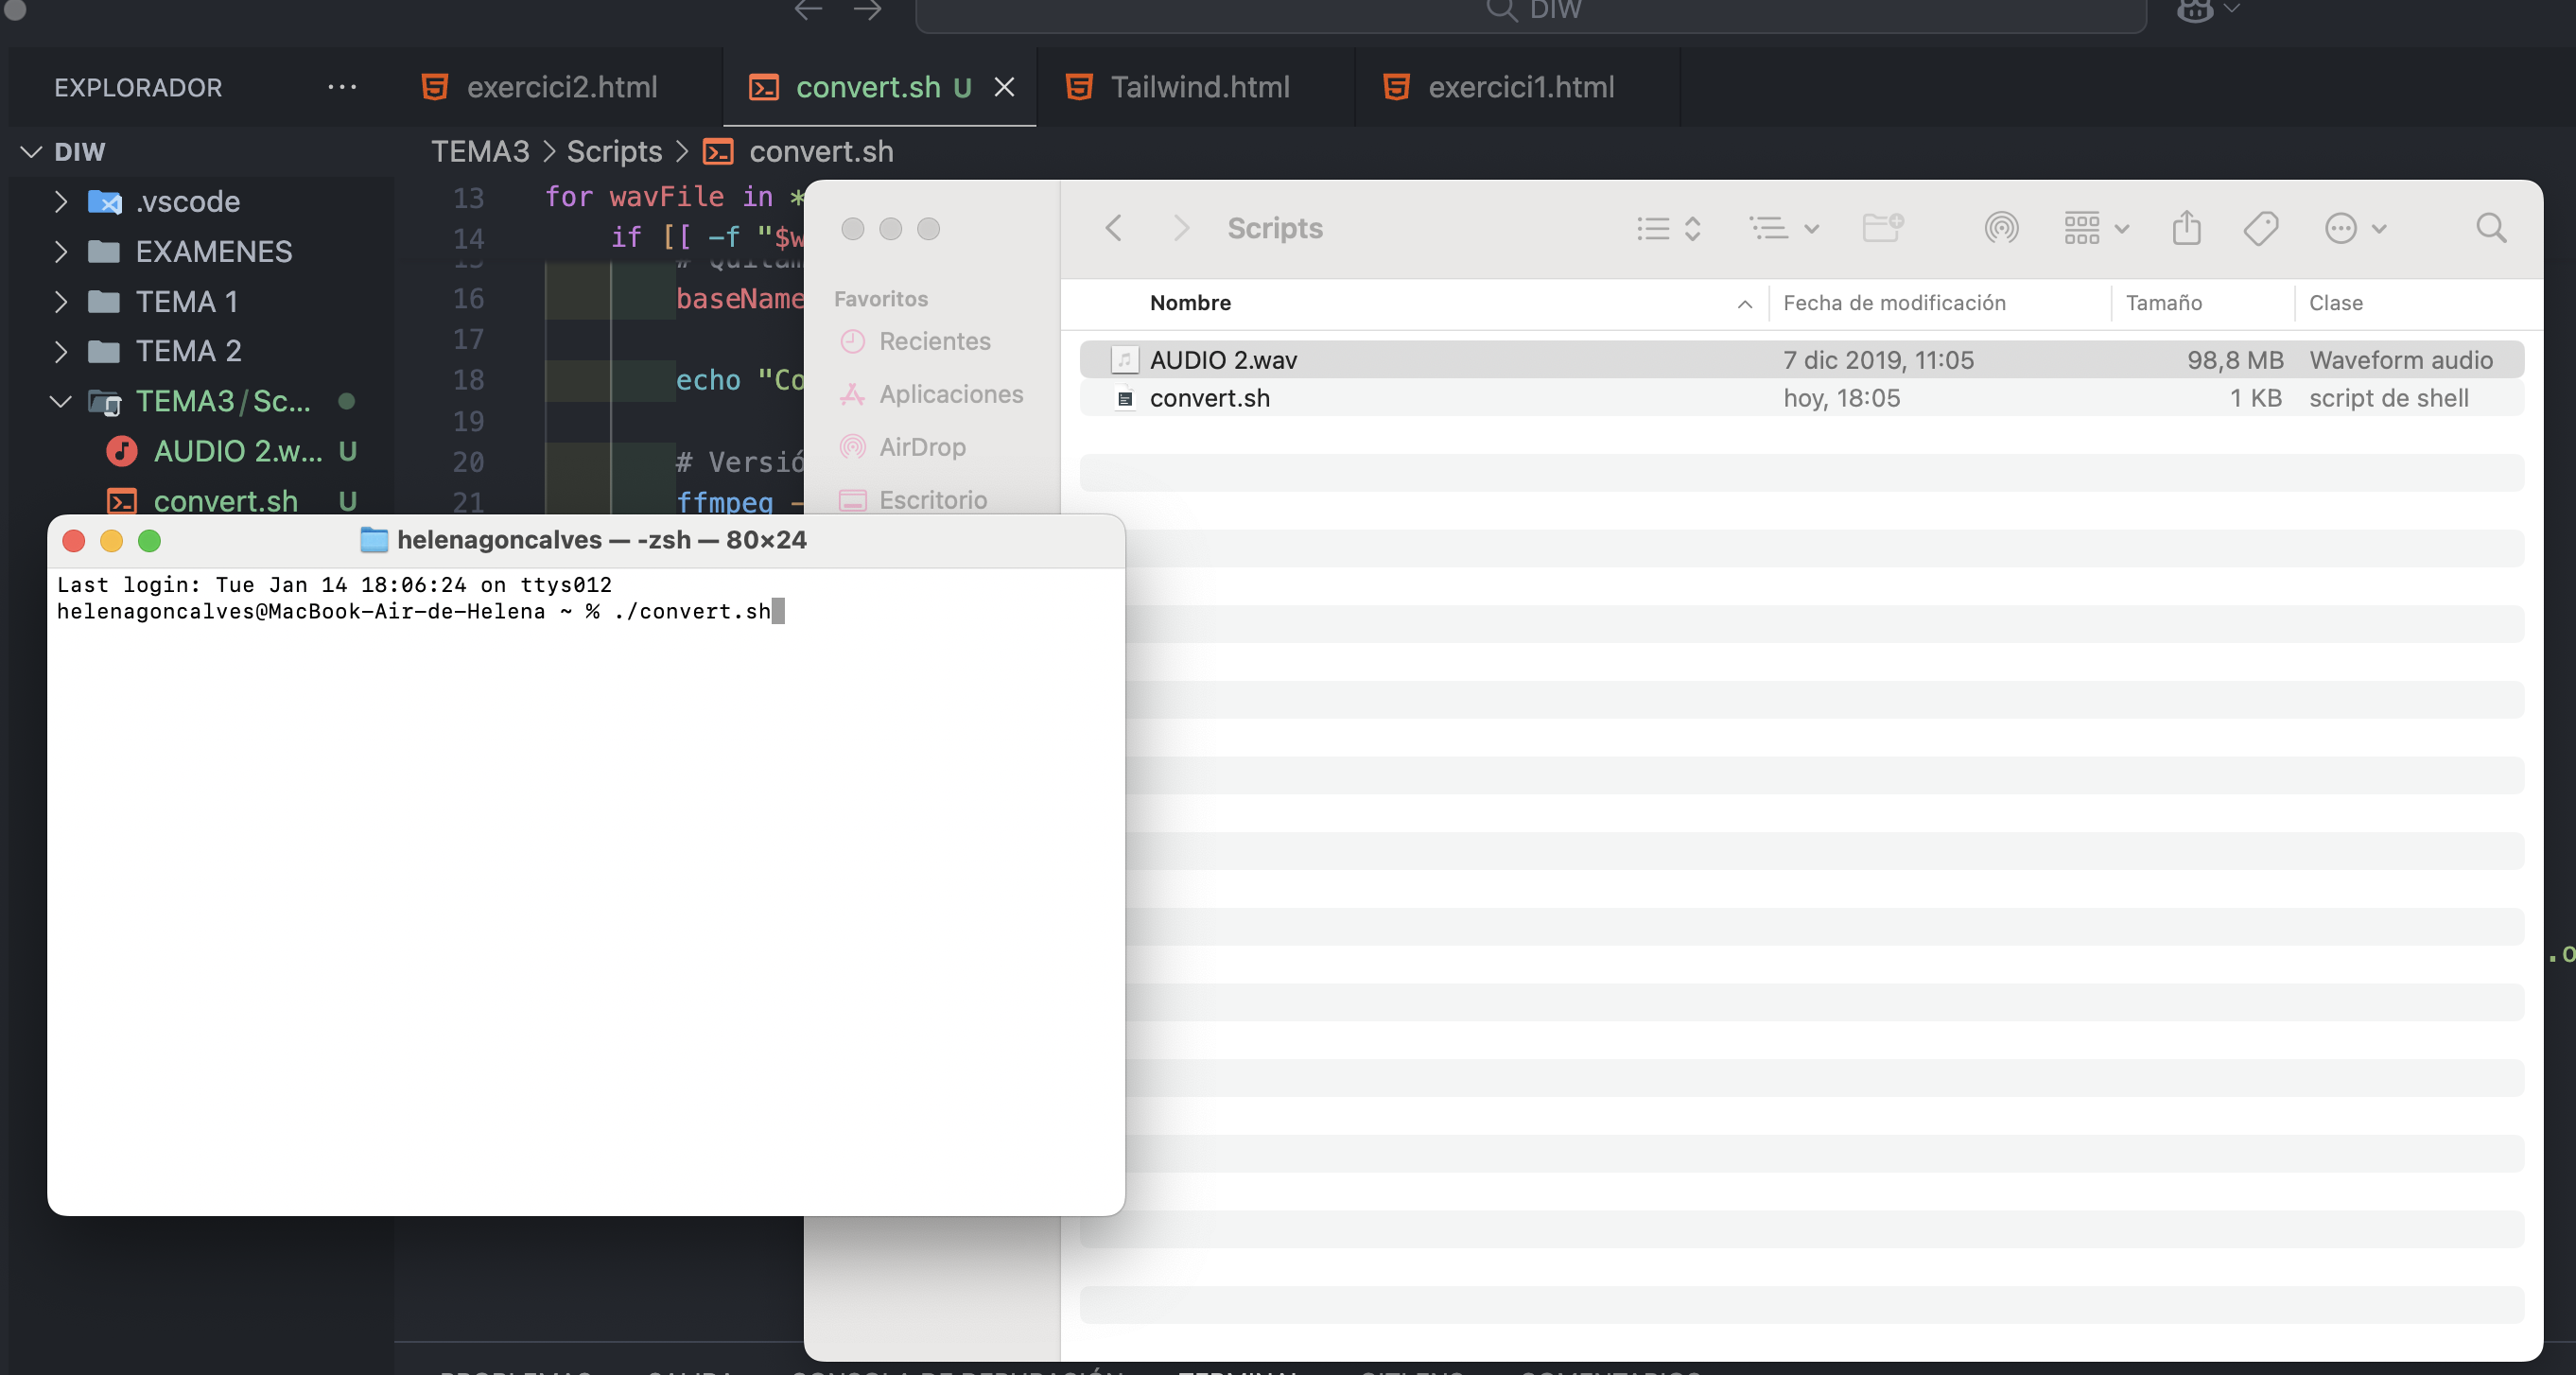 DIW
EXPLORADOR
exercici2.html
convert.sh U
Tailwind.html
exercici1.html
DIW
TEMA3 > Scripts > convert.sh
.vscode
EXAMENES
TEMA 1
TEMA 2
TEMA3/Sc...
AUDIO 2.w... U
convert.sh U
13 for wavFile in *
14 if [[ -f "$w
16 baseName
17
18 echo "Co
19
20 # Versió
21 ffmpeg -
Scripts
Favoritos
Recientes
Aplicaciones
AirDrop
Escritorio
Nombre Fecha de modificación Tamaño Clase
AUDIO 2.wav 7 dic 2019, 11:05 98,8 MB Waveform audio
convert.sh hoy, 18:05 1 KB script de shell
helenagoncalves — -zsh — 80×24
Last login: Tue Jan 14 18:06:24 on ttys012
helenagoncalves@MacBook-Air-de-Helena ~ % ./convert.sh
.o